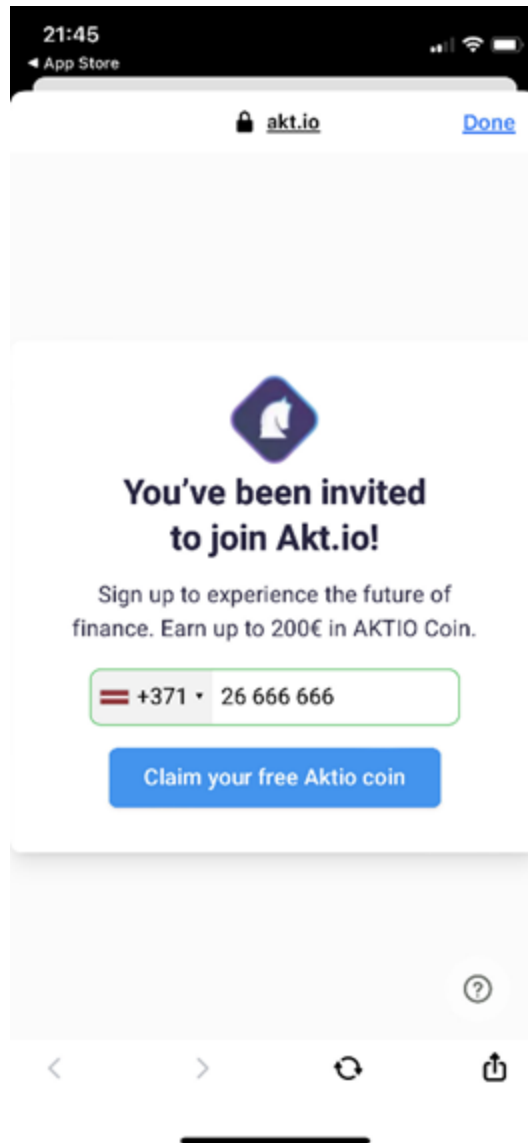 21:45
◀ App Store
akt.io
Done
You’ve been invited
to join Akt.io!
Sign up to experience the future of
finance. Earn up to 200€ in AKTIO Coin.
+371 26 666 666
Claim your free Aktio coin
?